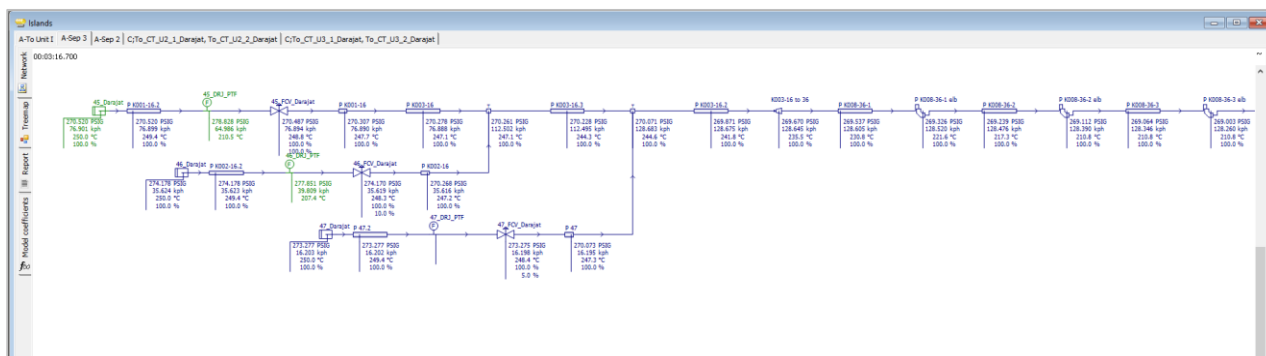 Islands
A-To Unit I A-Sep 3 A-Sep 2 C;To_CT_U2_1_Darajat, To_CT_U2_2_Darajat C;To_CT_U3_1_Darajat, To_CT_U3_2_Darajat
Network
Treemap
Report
Model coefficients
f(x)
00:03:16.700
45_Darajat P K001-16.2 45_DRJ_PTF 45_FCV_Darajat P K001-16 P K003-16 P K003-16.3 P K003-16.2 K003-16 to 36 P K008-36-1 P K008-36-1 elb P K008-36-2 P K008-36-2 elb P K008-36-3 P K008-36-3 elb
270.520 PSIG 270.520 PSIG 278.828 PSIG 270.487 PSIG 270.307 PSIG 270.278 PSIG 270.261 PSIG 270.228 PSIG 270.071 PSIG 269.871 PSIG 269.670 PSIG 269.537 PSIG 269.326 PSIG 269.239 PSIG 269.112 PSIG 269.064 PSIG 269.003 PSIG
76.901 kph 76.899 kph 64.986 kph 76.894 kph 76.890 kph 76.888 kph 112.502 kph 112.495 kph 128.683 kph 128.675 kph 128.645 kph 128.605 kph 128.520 kph 128.476 kph 128.390 kph 128.346 kph 128.260 kph
250.0 °C 249.4 °C 210.5 °C 248.8 °C 247.7 °C 247.1 °C 247.1 °C 244.3 °C 244.6 °C 241.8 °C 235.5 °C 230.8 °C 221.6 °C 217.3 °C 210.8 °C 210.8 °C 210.8 °C
100.0 % 100.0 % 100.0 % 100.0 % 100.0 % 100.0 % 100.0 % 100.0 % 100.0 % 100.0 % 100.0 % 100.0 % 100.0 % 100.0 % 100.0 % 100.0 %
100.0 %
46_Darajat P K002-16.2 46_DRJ_PTF 46_FCV_Darajat P K002-16
274.178 PSIG 274.178 PSIG 277.851 PSIG 274.170 PSIG 270.268 PSIG
35.624 kph 35.623 kph 39.809 kph 35.619 kph 35.616 kph
250.0 °C 249.4 °C 207.4 °C 248.3 °C 247.2 °C
100.0 % 100.0 % 100.0 % 100.0 %
10.0 %
47_Darajat P 47.2 47_DRJ_PTF 47_FCV_Darajat P 47
273.277 PSIG 273.277 PSIG 273.275 PSIG 270.073 PSIG
16.203 kph 16.202 kph 16.198 kph 16.195 kph
250.0 °C 249.4 °C 248.4 °C 247.3 °C
100.0 % 100.0 % 100.0 % 100.0 %
5.0 %